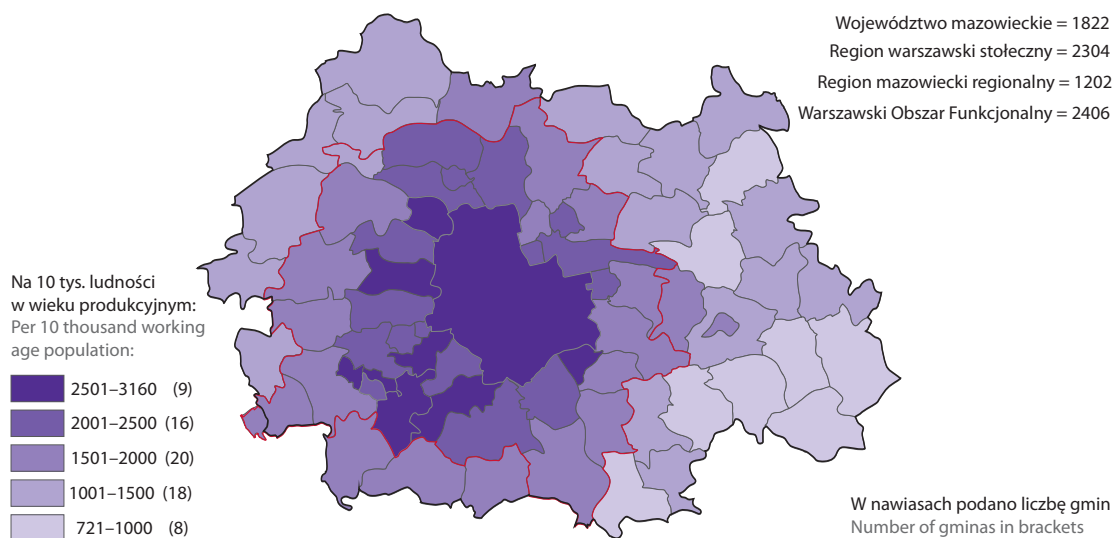 Województwo mazowieckie = 1822
Region warszawski stołeczny = 2304
Region mazowiecki regionalny = 1202
Warszawski Obszar Funkcjonalny = 2406
Na 10 tys. ludności
w wieku produkcyjnym:
Per 10 thousand working
age population:
2501–3160 (9)
2001–2500 (16)
1501–2000 (20)
1001–1500 (18)
721–1000 (8)
W nawiasach podano liczbę gmin
Number of gminas in brackets